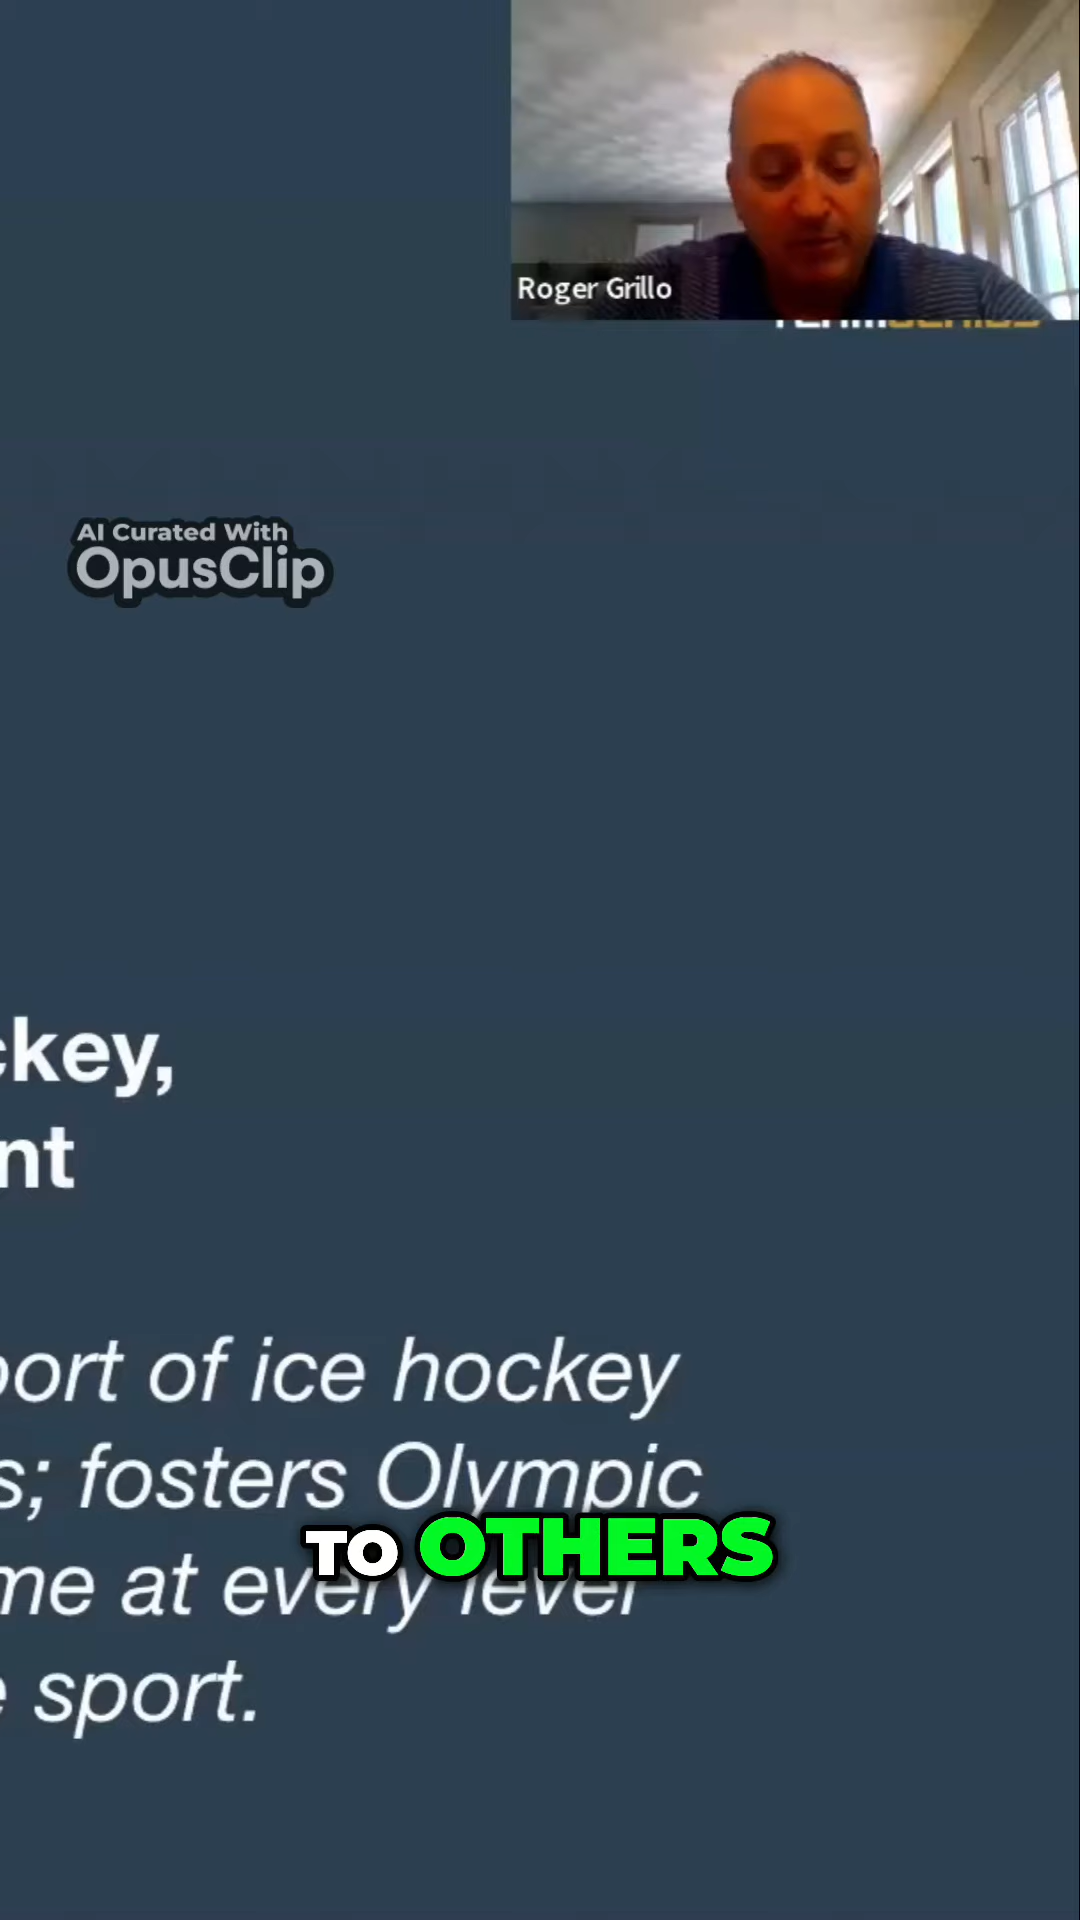 Roger Grillo
AI Curated With
OpusClip
ckey,
nt
port of ice hockey
s; fosters Olympic
TO OTHERS
me at every level
e sport.